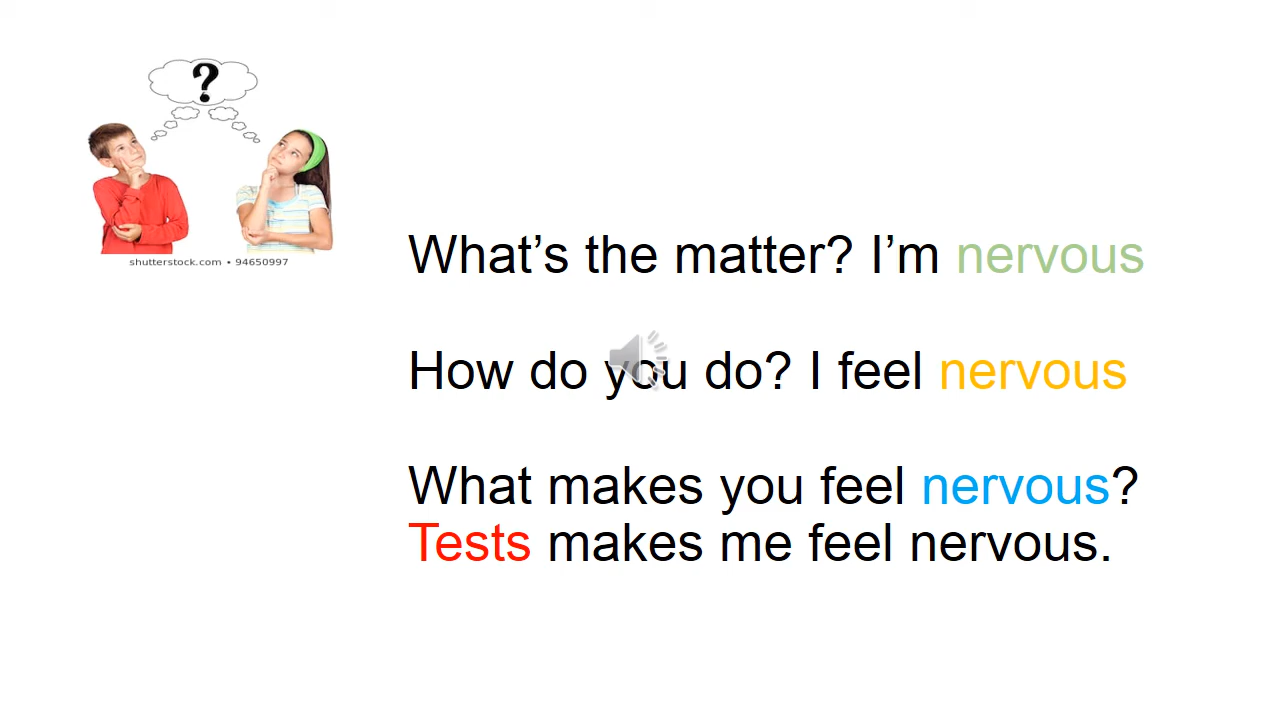 ?
shutterstock.com • 94650997
What’s the matter? I’m nervous
How do you do? I feel nervous
What makes you feel nervous?
Tests makes me feel nervous.